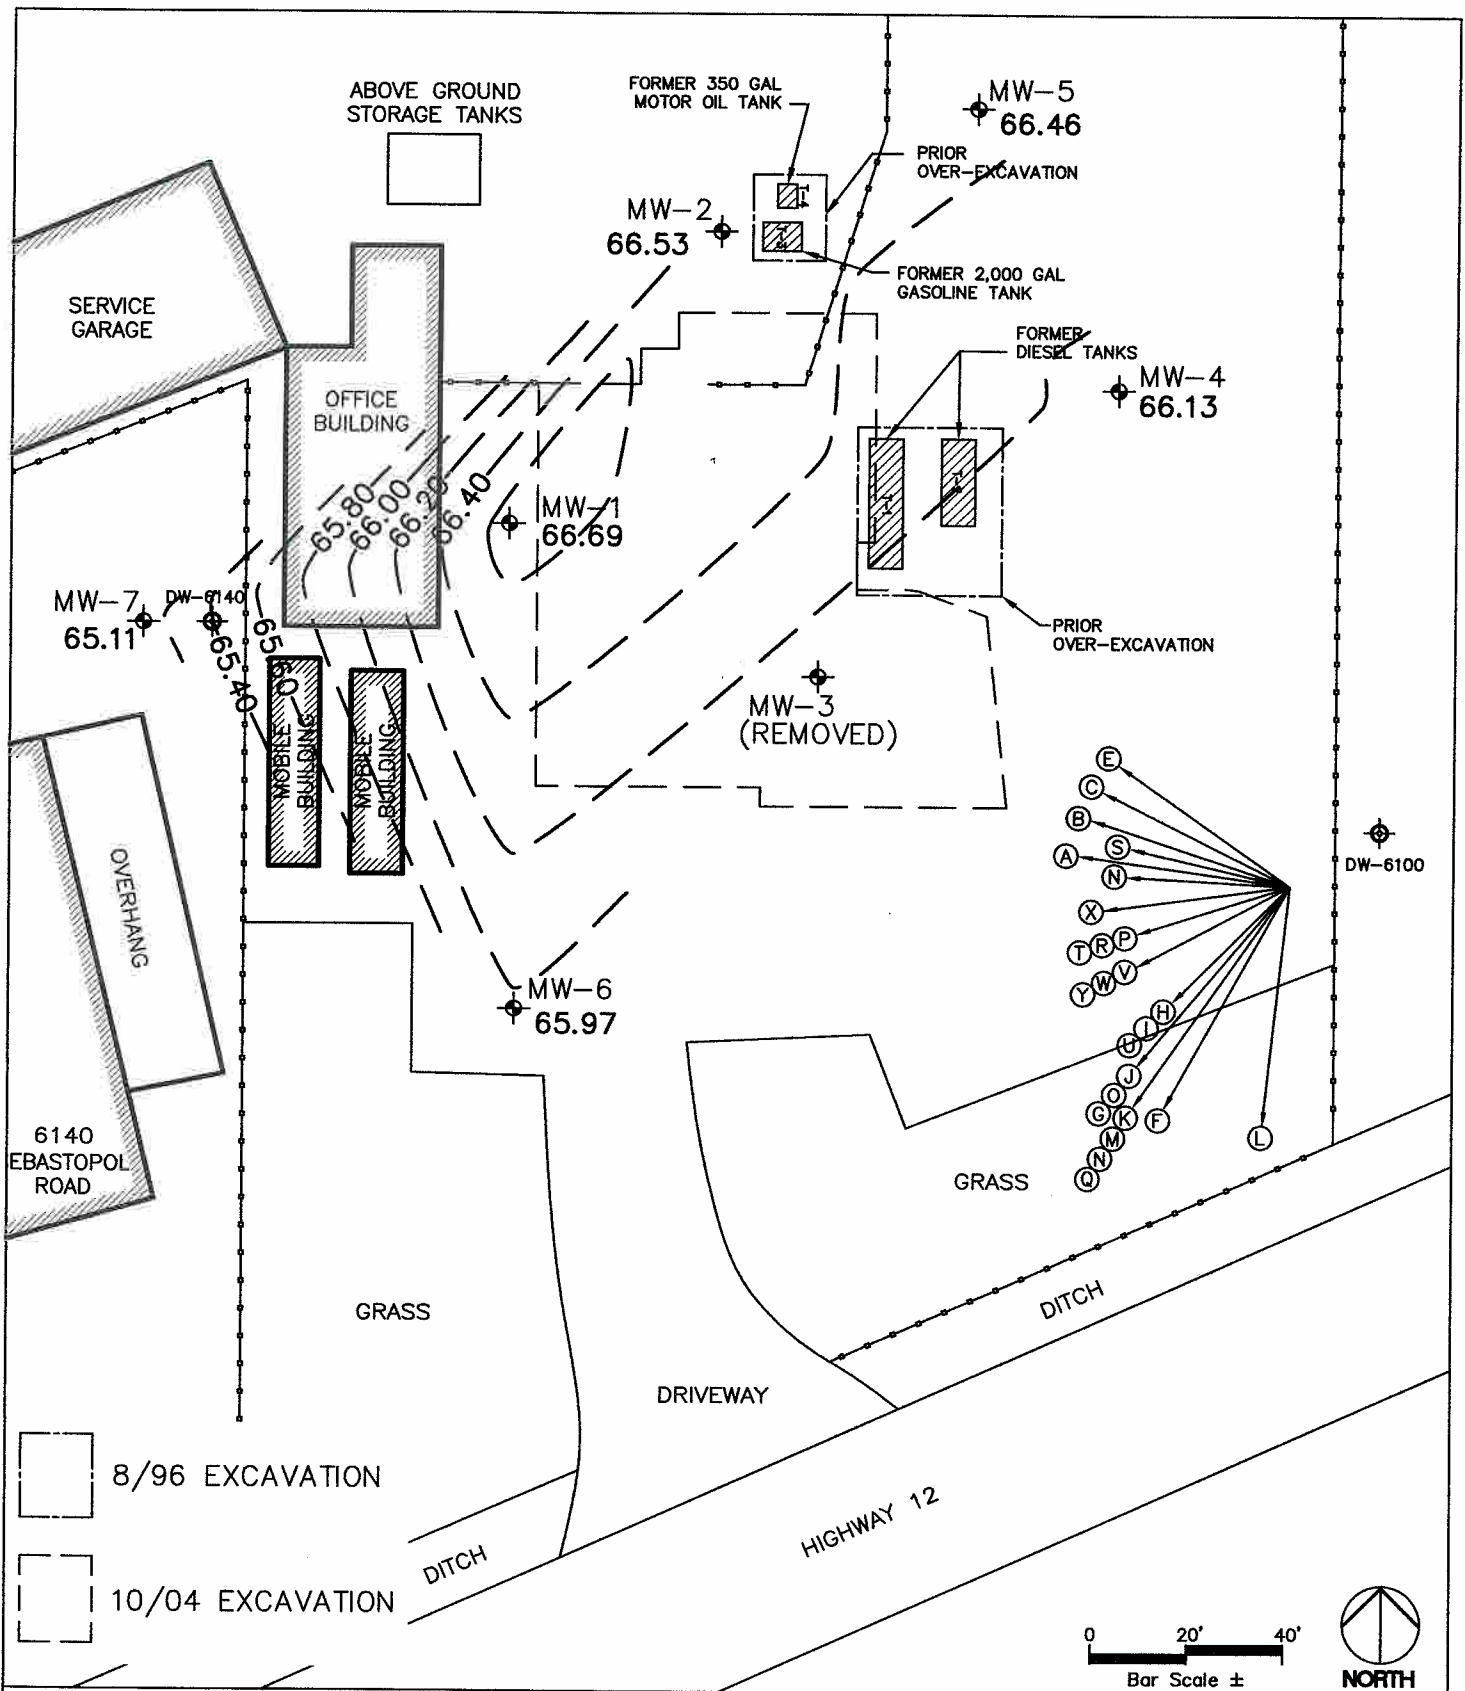 ABOVE GROUND
STORAGE TANKS
FORMER 350 GAL
MOTOR OIL TANK
MW-5
66.46
PRIOR
OVER-EXCAVATION
MW-2
66.53
FORMER 2,000 GAL
GASOLINE TANK
SERVICE
GARAGE
FORMER
DIESEL TANKS
OFFICE
BUILDING
MW-4
66.13
65.80
66.00
66.20
66.40
MW-1
66.69
MW-7
65.11
DW-6140
65.40
65.60
PRIOR
OVER-EXCAVATION
MW-3
(REMOVED)
MOBILE
BUILDING
MOBILE
BUILDING
E
C
B
A
S
N
X
T R P
Y W V
H
I
U
J
O
G
K
F
M
N
Q
L
DW-6100
OVERHANG
MW-6
65.97
6140
EBASTOPOL
ROAD
GRASS
GRASS
DITCH
DRIVEWAY
HIGHWAY 12
DITCH
8/96 EXCAVATION
10/04 EXCAVATION
0 20' 40'
Bar Scale ±
NORTH